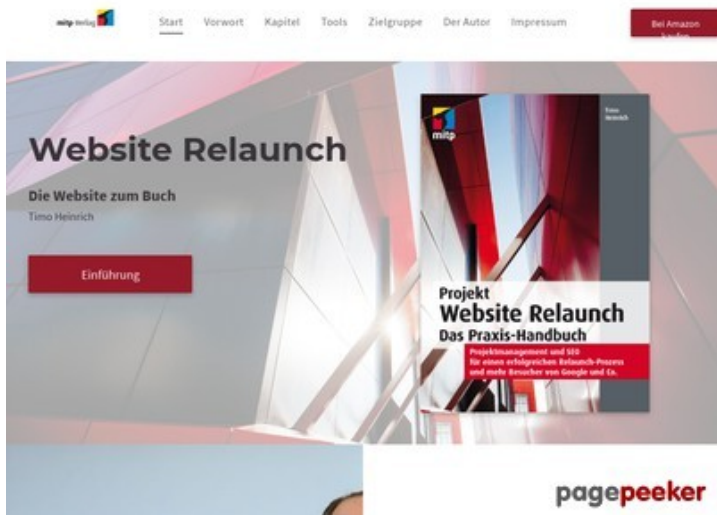 mitp-Verlag
Start Vorwort Kapitel Tools Zielgruppe Der Autor Impressum
Bei Amazon
kaufen
Website Relaunch
Die Website zum Buch
Timo Heinrich
Einführung
mitp
Timo
Heinrich
Projekt
Website Relaunch
Das Praxis-Handbuch
Projektmanagement und SEO
für einen erfolgreichen Relaunch-Prozess
und mehr Besucher von Google und Co.
pagepeeker